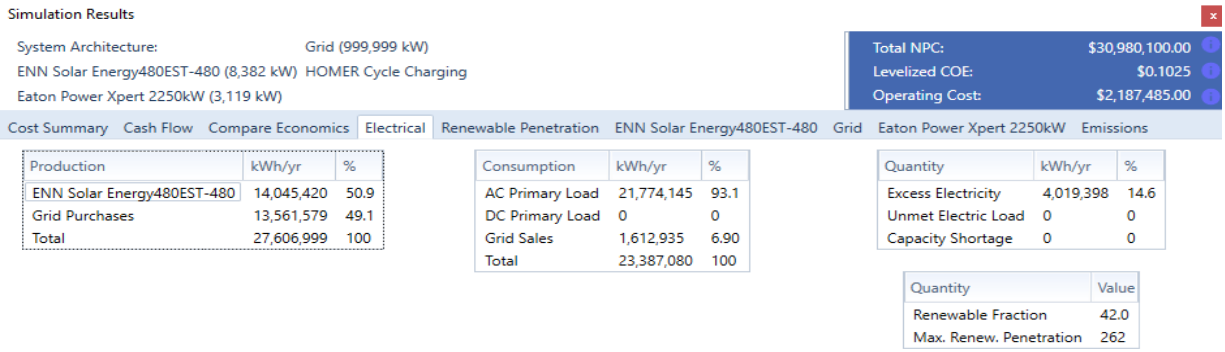 Simulation Results
x
System Architecture: Grid (999,999 kW)
ENN Solar Energy480EST-480 (8,382 kW) HOMER Cycle Charging
Eaton Power Xpert 2250kW (3,119 kW)
Total NPC: $30,980,100.00
Levelized COE: $0.1025
Operating Cost: $2,187,485.00
Cost Summary Cash Flow Compare Economics Electrical Renewable Penetration ENN Solar Energy480EST-480 Grid Eaton Power Xpert 2250kW Emissions
Production kWh/yr %
ENN Solar Energy480EST-480 14,045,420 50.9
Grid Purchases 13,561,579 49.1
Total 27,606,999 100
Consumption kWh/yr %
AC Primary Load 21,774,145 93.1
DC Primary Load 0 0
Grid Sales 1,612,935 6.90
Total 23,387,080 100
Quantity kWh/yr %
Excess Electricity 4,019,398 14.6
Unmet Electric Load 0 0
Capacity Shortage 0 0
Quantity Value
Renewable Fraction 42.0
Max. Renew. Penetration 262